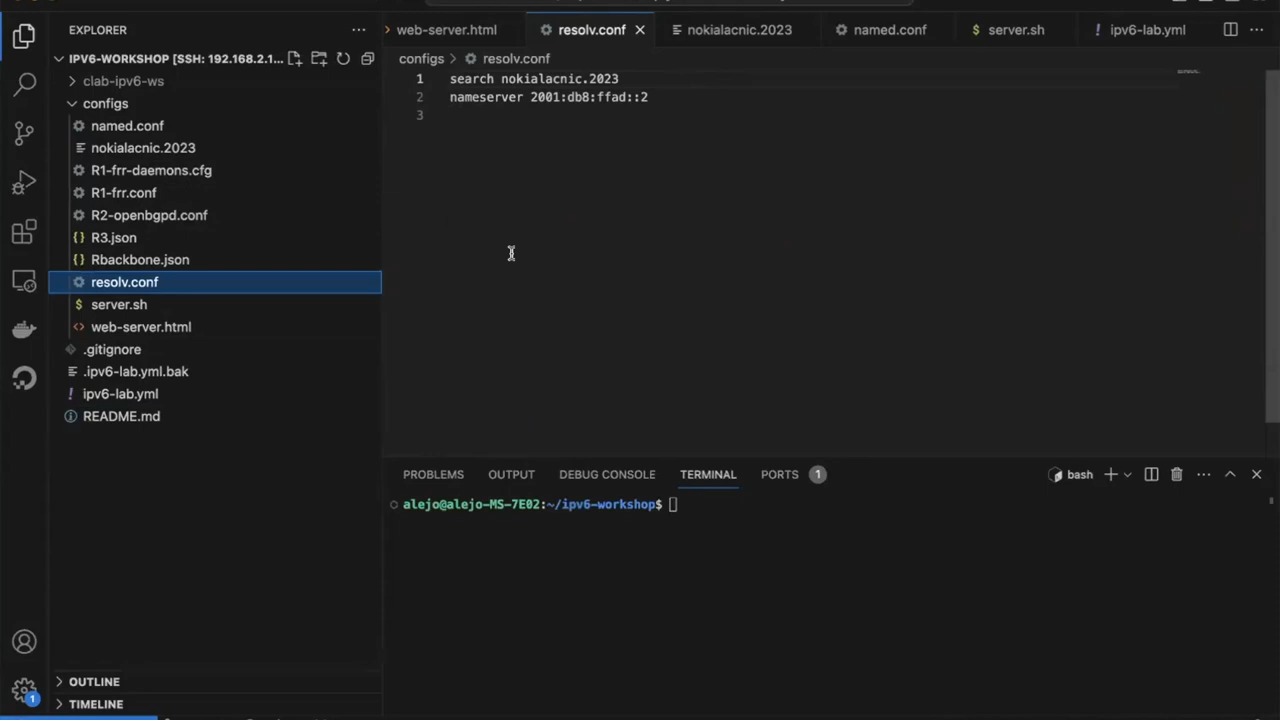 EXPLORER
IPV6-WORKSHOP [SSH: 192.168.2.1...
clab-ipv6-ws
configs
named.conf
nokialacnic.2023
R1-frr-daemons.cfg
R1-frr.conf
R2-openbgpd.conf
{} R3.json
{} Rbackbone.json
resolv.conf
$ server.sh
<> web-server.html
.gitignore
.ipv6-lab.yml.bak
! ipv6-lab.yml
README.md
OUTLINE
TIMELINE
1
web-server.html
resolv.conf
nokialacnic.2023
named.conf
$ server.sh
! ipv6-lab.yml
configs > resolv.conf
1 search nokialacnic.2023
2 nameserver 2001:db8:ffad::2
3
PROBLEMS OUTPUT DEBUG CONSOLE TERMINAL PORTS 1
bash
alejo@alejo-MS-7E02:~/ipv6-workshop$